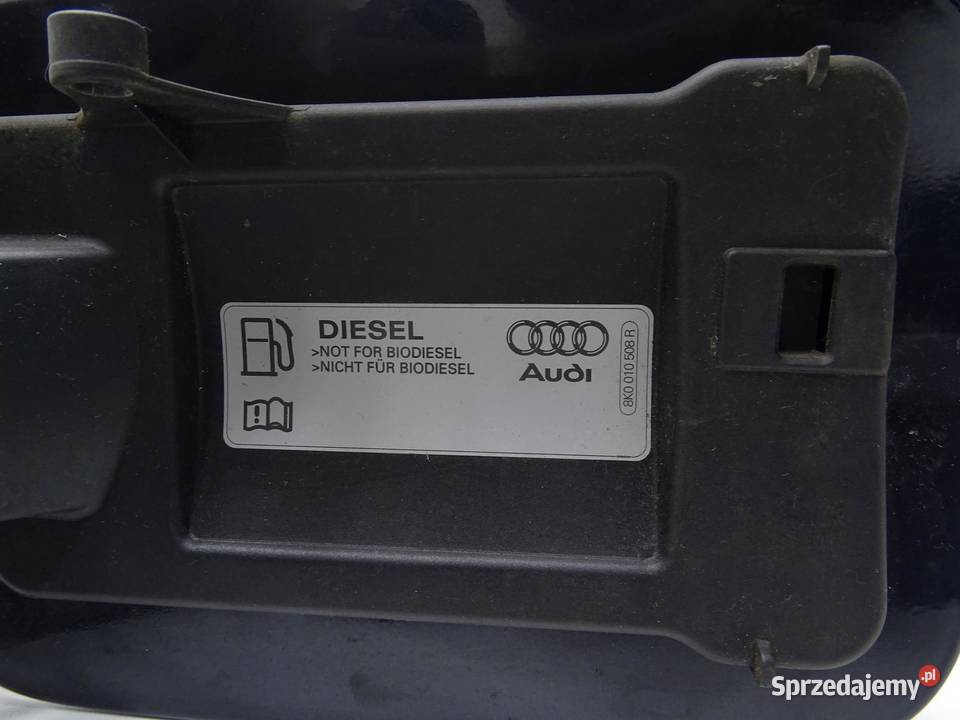 DIESEL
>NOT FOR BIODIESEL
>NICHT FÜR BIODIESEL
Audi
8K0 010 508 R
Sprzedajemy.pl